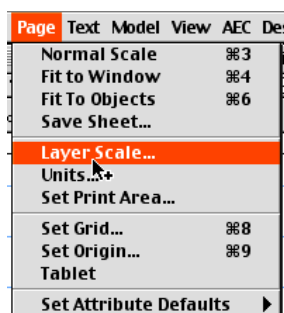 Page Text Model View AEC
Normal Scale ⌘3
Fit to Window ⌘4
Fit To Objects ⌘6
Save Sheet...
Layer Scale...
Units...
Set Print Area...
Set Grid... ⌘8
Set Origin... ⌘9
Tablet
Set Attribute Defaults